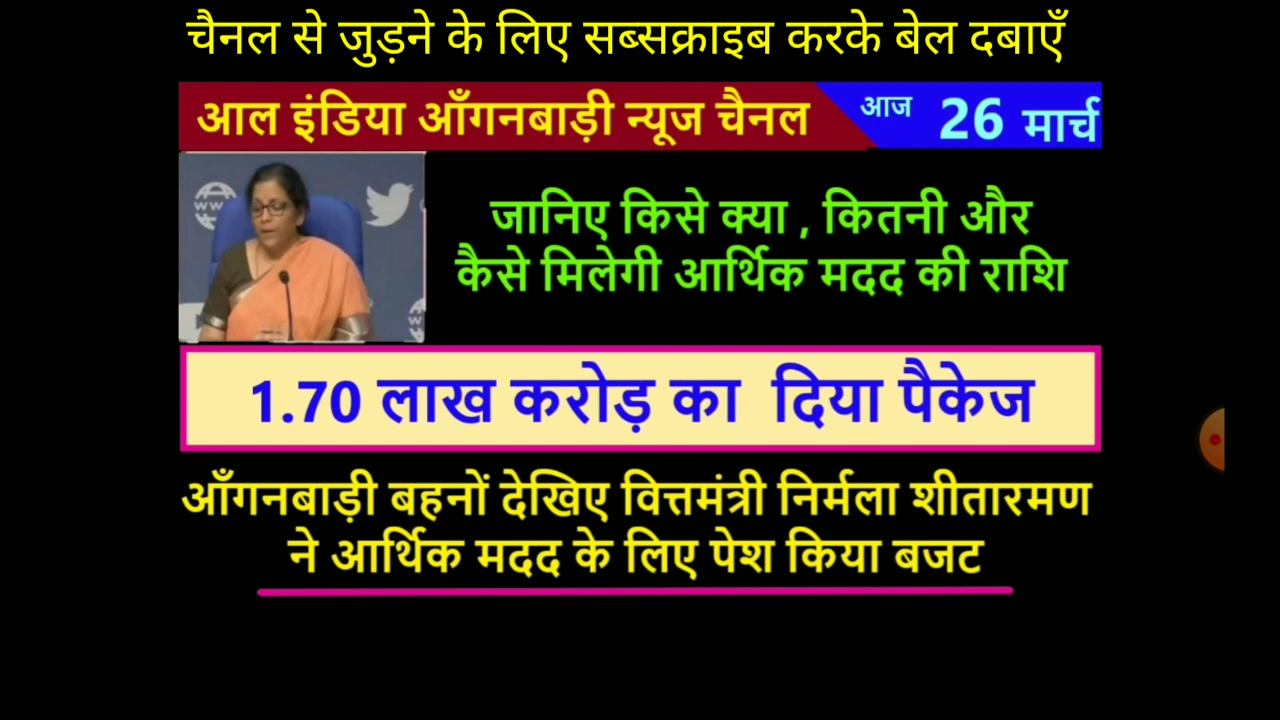 चैनल से जुड़ने के लिए सब्सक्राइब करके बेल दबाएँ
आल इंडिया आँगनबाड़ी न्यूज चैनल
आज 26 मार्च
जानिए किसे क्या , कितनी और
कैसे मिलेगी आर्थिक मदद की राशि
1.70 लाख करोड़ का दिया पैकेज
आँगनबाड़ी बहनों देखिए वित्तमंत्री निर्मला शीतारमण
ने आर्थिक मदद के लिए पेश किया बजट